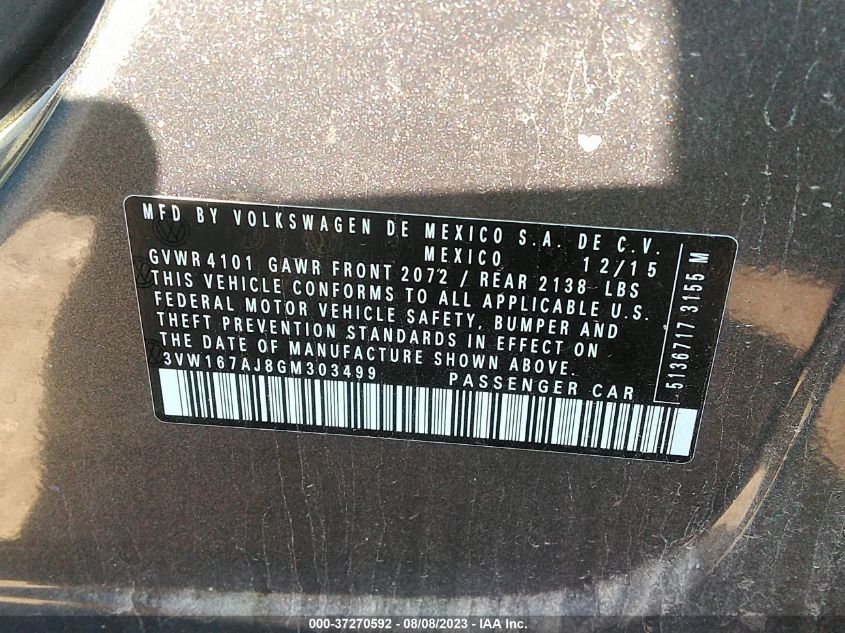 MFD BY VOLKSWAGEN DE MEXICO S.A. DE C.V.
MEXICO 12/15
GVWR 4101 GAWR FRONT 2072 / REAR 2138 LBS
THIS VEHICLE CONFORMS TO ALL APPLICABLE U.S.
FEDERAL MOTOR VEHICLE SAFETY, BUMPER AND
THEFT PREVENTION STANDARDS IN EFFECT ON
THE DATE OF MANUFACTURE SHOWN ABOVE.
3VW167AJ8GM303499 PASSENGER CAR
5136717 3155 M
000-37270592 - 08/08/2023 - IAA Inc.